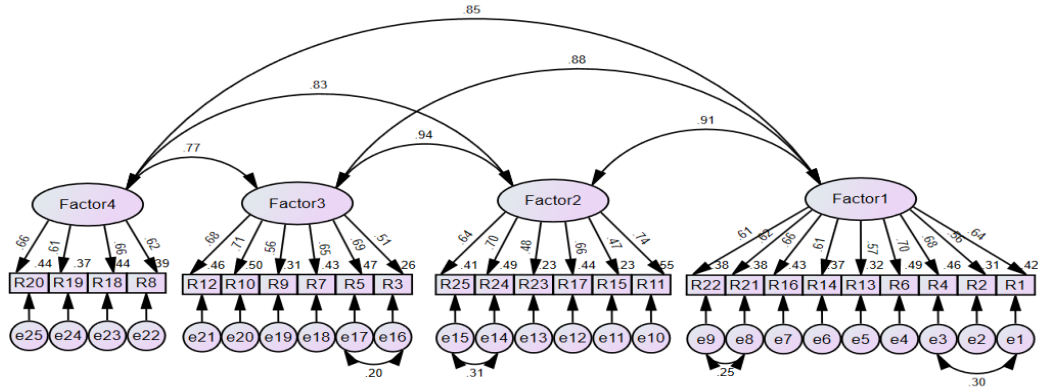 .85
.88
.83
.91
.94
.77
Factor4 Factor3 Factor2 Factor1
.66 .61 .66 .62 .68 .71 .56 .65 .69 .51 .64 .70 .48 .66 .47 .74 .61 .62 .66 .61 .57 .70 .68 .56 .64
.44 .37 .44 .39 .46 .50 .31 .43 .47 .26 .41 .49 .23 .44 .23 .55 .38 .38 .43 .37 .32 .49 .46 .31 .42
R20 R19 R18 R8 R12 R10 R9 R7 R5 R3 R25 R24 R23 R17 R15 R11 R22 R21 R16 R14 R13 R6 R4 R2 R1
e25 e24 e23 e22 e21 e20 e19 e18 e17 e16 e15 e14 e13 e12 e11 e10 e9 e8 e7 e6 e5 e4 e3 e2 e1
.20 .31 .25 .30